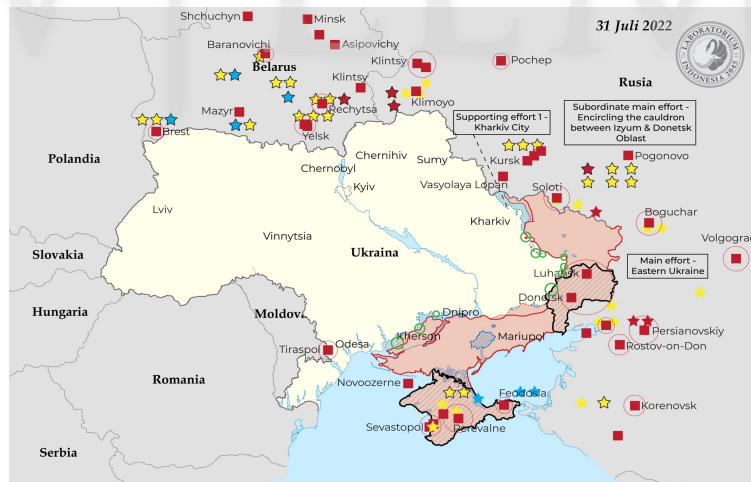 Shchuchyn
Minsk
31 Juli 2022
LABORATORIUM
INDONESIA 2045
Baranovichi
Asipovichy
Klintsy
Pochep
Belarus
Rusia
Klintsy
Rechytsa
Klimoyo
Mazyr
Brest
Yelsk
Supporting effort 1 -
Kharkiv City
Subordinate main effort -
Encircling the cauldron
between Izyum & Donetsk
Oblast
Polandia
Chernobyl
Chernihiv
Sumy
Kursk
Pogonovo
Kyiv
Vasyolaya Lopan
Soloti
Lviv
Kharkiv
Boguchar
Vinnytsia
Volgograd
Slovakia
Ukraina
Main effort -
Eastern Ukraine
Luhansk
Donetsk
Hungaria
Moldova
Dnipro
Kherson
Mariupol
Persianovskiy
Tiraspol
Odesa
Rostov-on-Don
Romania
Novoozerne
Feodosia
Korenovsk
Sevastopol
Perevalne
Serbia